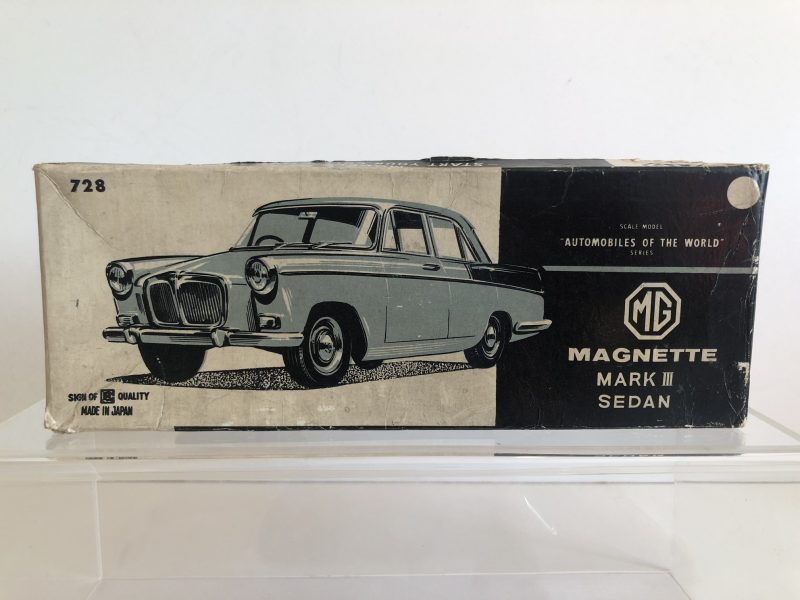 728
SCALE MODEL
"AUTOMOBILES OF THE WORLD"
SERIES
MG
MAGNETTE
MARK III
SEDAN
SIGN OF QUALITY
MADE IN JAPAN